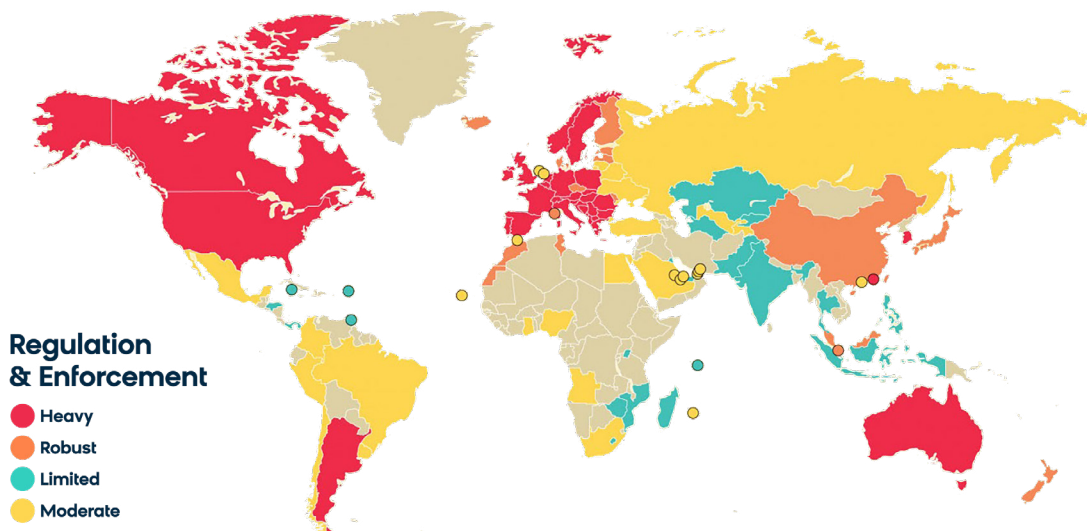 Regulation
& Enforcement
Heavy
Robust
Limited
Moderate